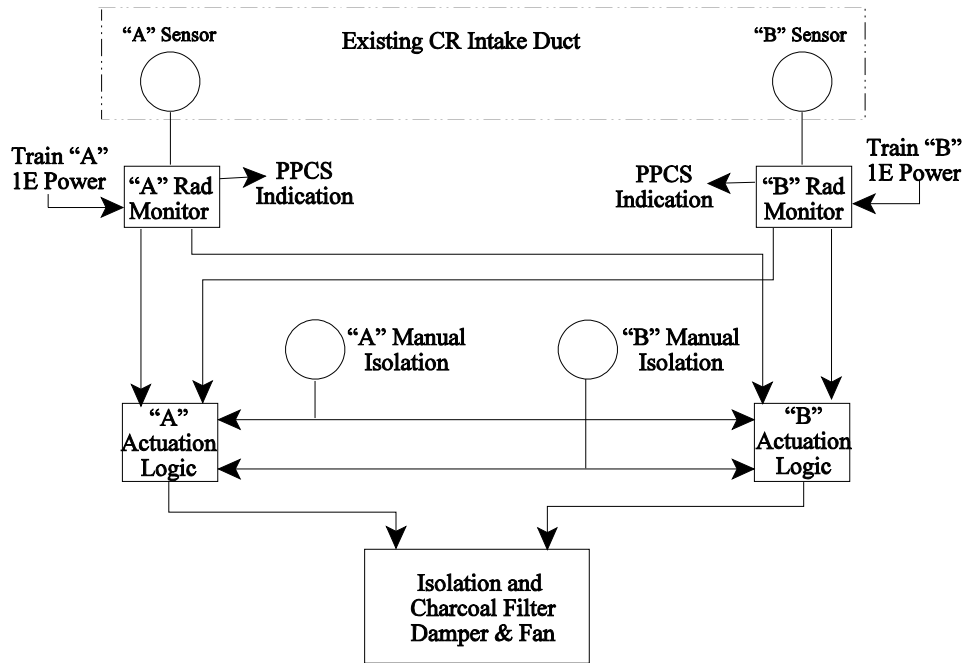 “A” Sensor
Existing CR Intake Duct
“B” Sensor
Train “A”
1E Power
“A” Rad
Monitor
PPCS
Indication
PPCS
Indication
“B” Rad
Monitor
Train “B”
1E Power
“A” Manual
Isolation
“B” Manual
Isolation
“A”
Actuation
Logic
“B”
Actuation
Logic
Isolation and
Charcoal Filter
Damper & Fan